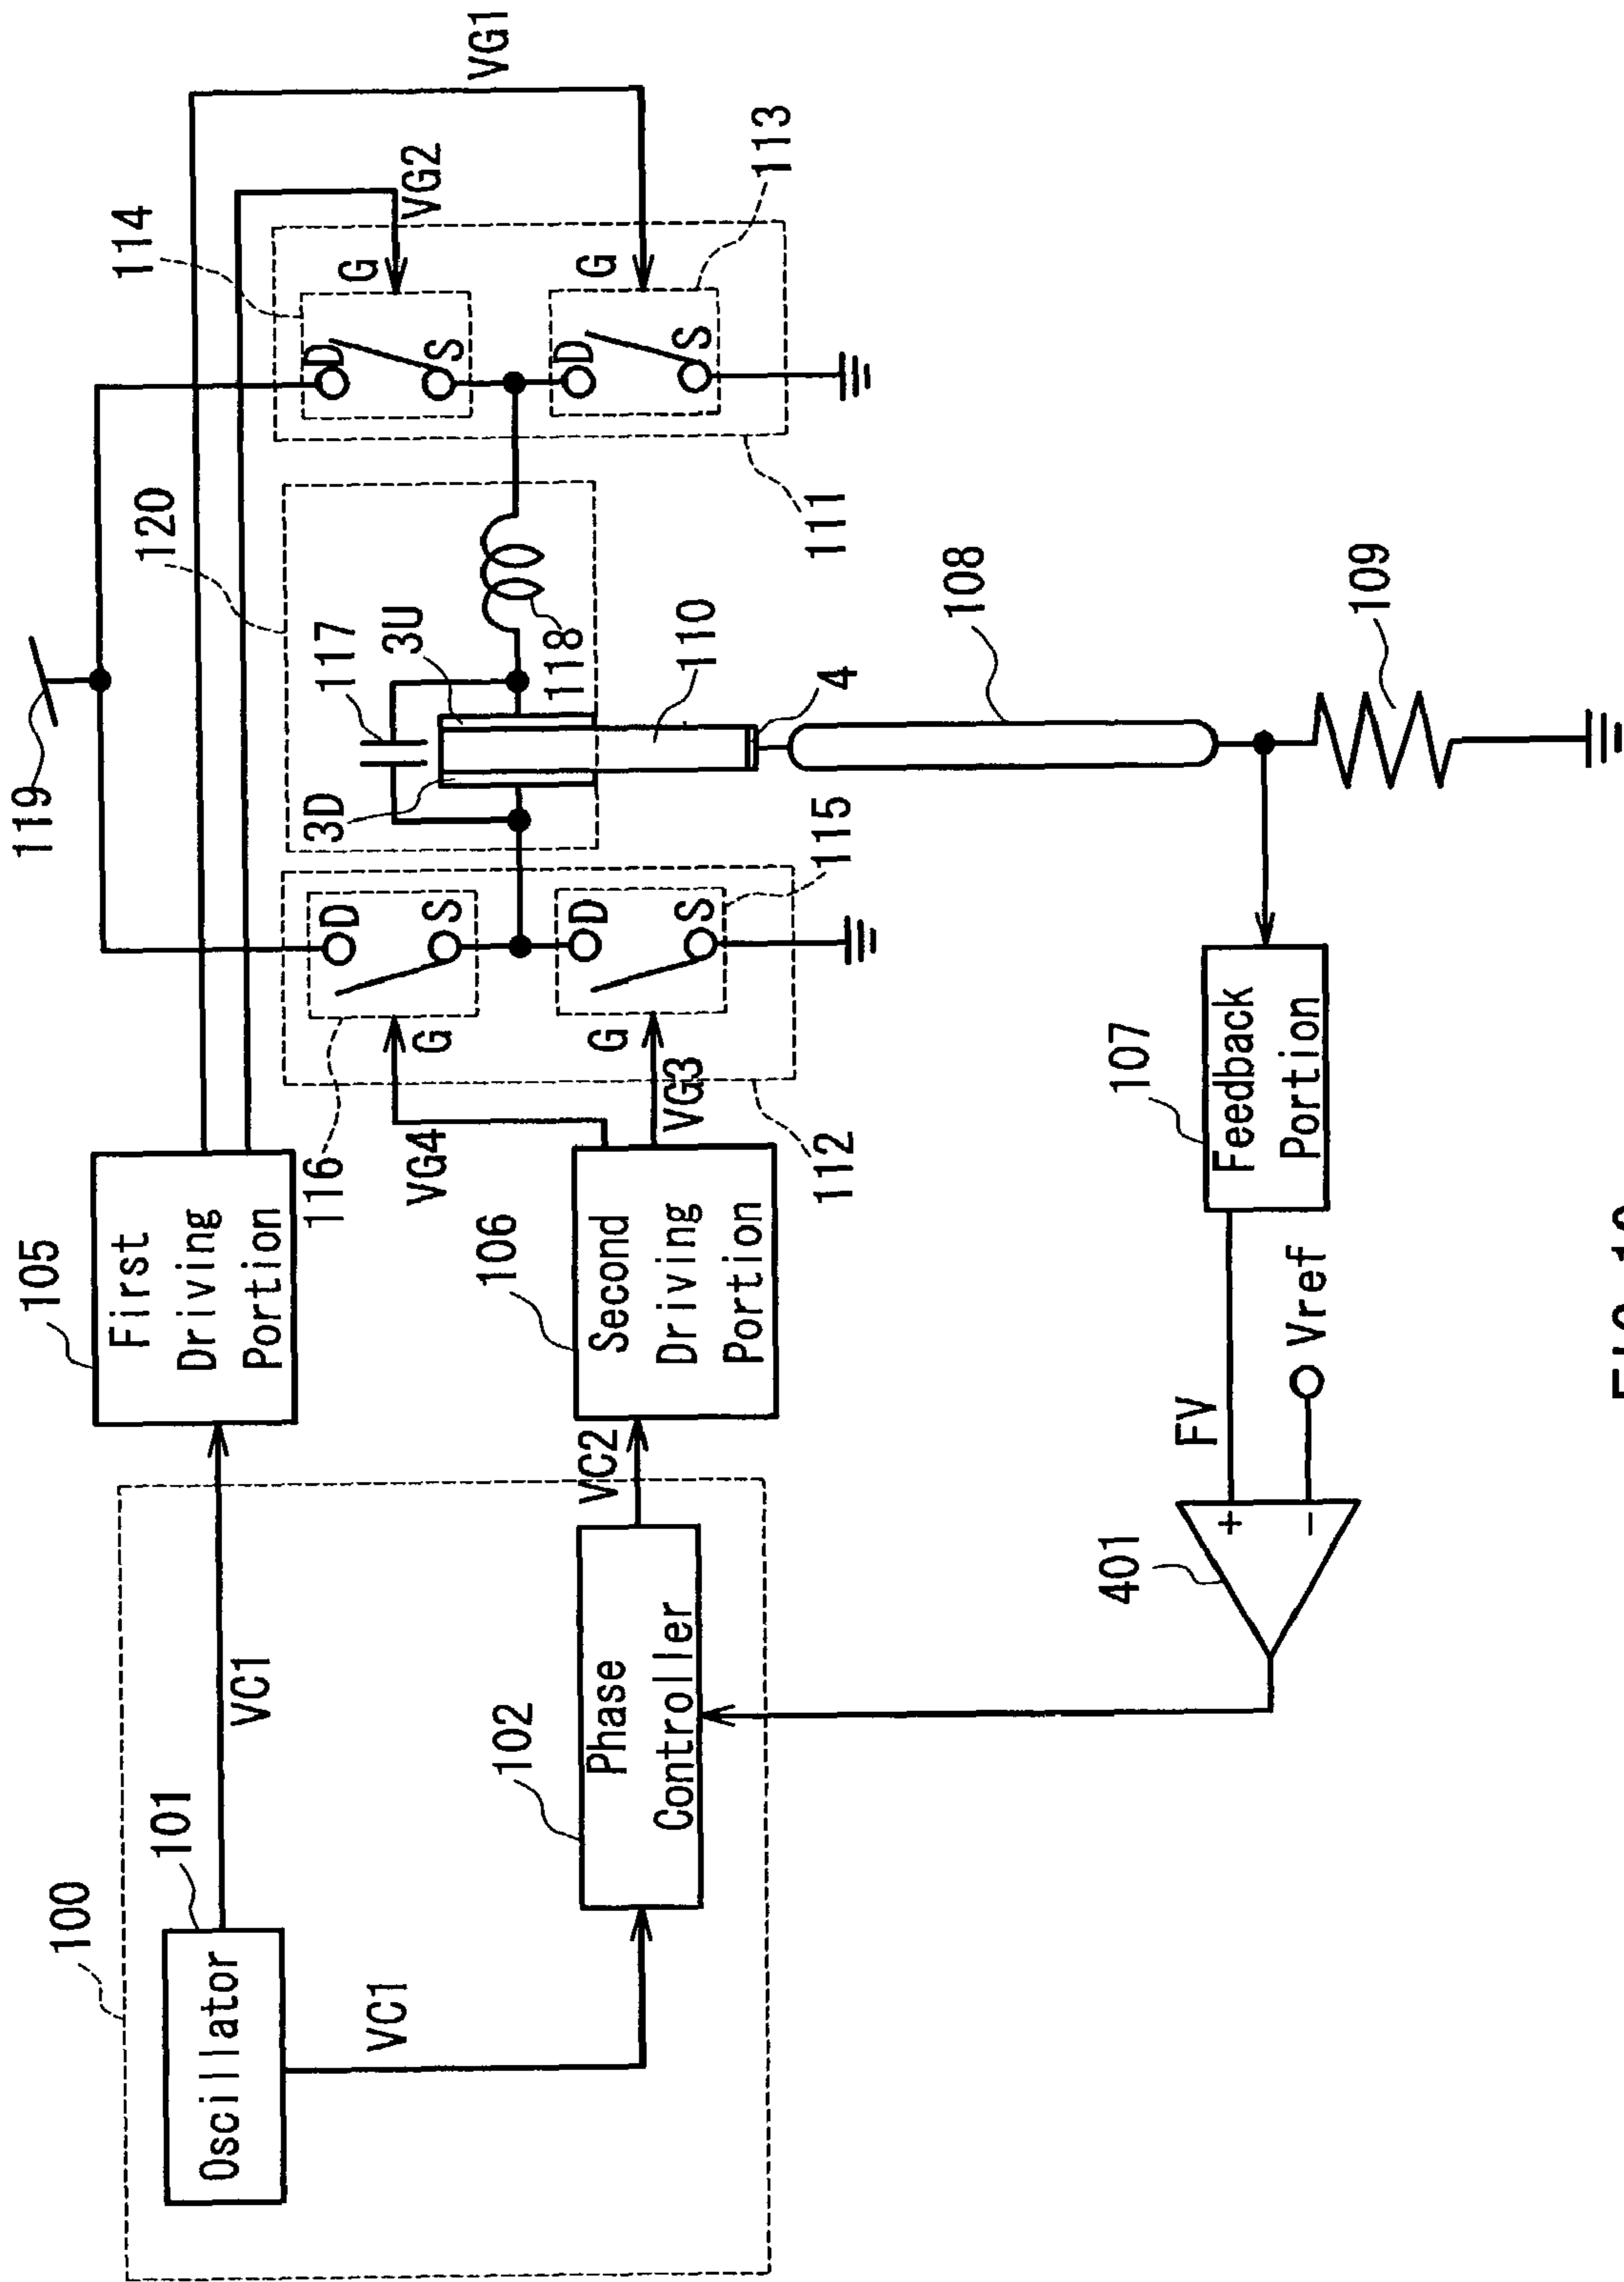 100
101
Oscillator
VC1
VC1
102
Phase
Controller
VC2
105
First
Driving
Portion
106
Second
Driving
Portion
VG4
VG3
116
G
G
D
S
D
S
112
115
119
120
117
3D
3U
118
110
4
111
114
D
S
D
S
G
G
VG2
113
VG1
108
109
107
Feedback
Portion
FV
Vref
401
+
−